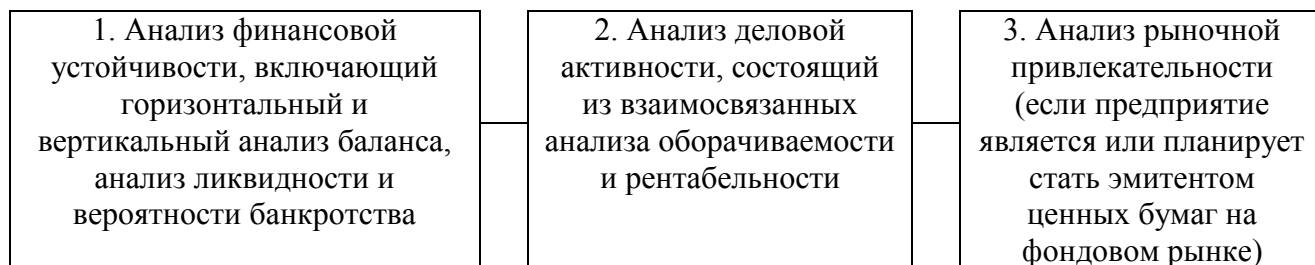 1. Анализ финансовой
устойчивости, включающий
горизонтальный и
вертикальный анализ баланса,
анализ ликвидности и
вероятности банкротства
2. Анализ деловой
активности, состоящий
из взаимосвязанных
анализа оборачиваемости
и рентабельности
3. Анализ рыночной
привлекательности
(если предприятие
является или планирует
стать эмитентом
ценных бумаг на
фондовом рынке)